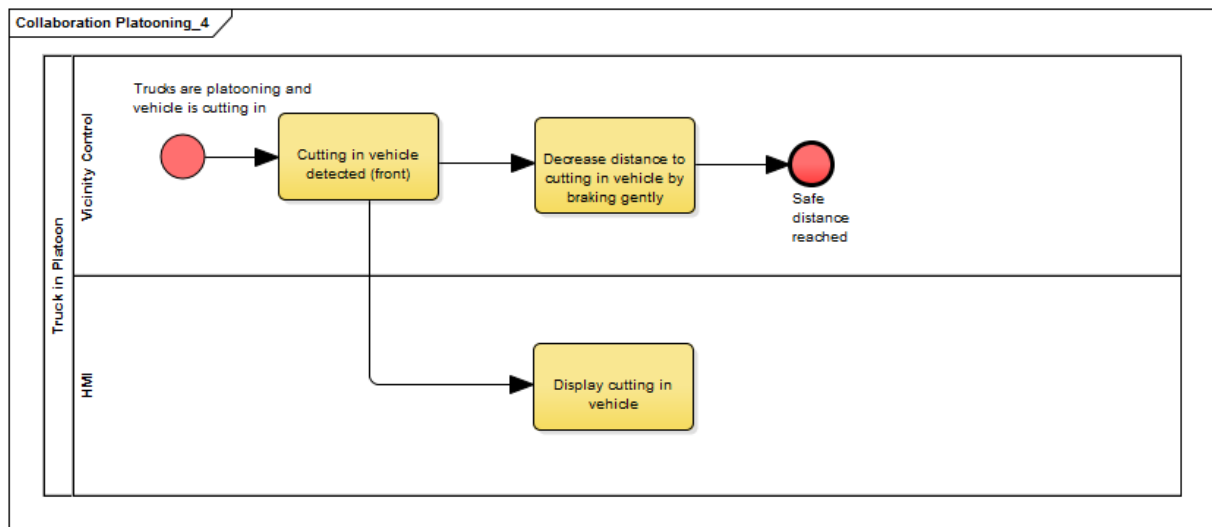 Collaboration Platooning_4
Truck in Platoon
Vicinity Control
Trucks are platooning and
vehicle is cutting in
Cutting in vehicle
detected (front)
Decrease distance to
cutting in vehicle by
braking gently
Safe
distance
reached
HMI
Display cutting in
vehicle